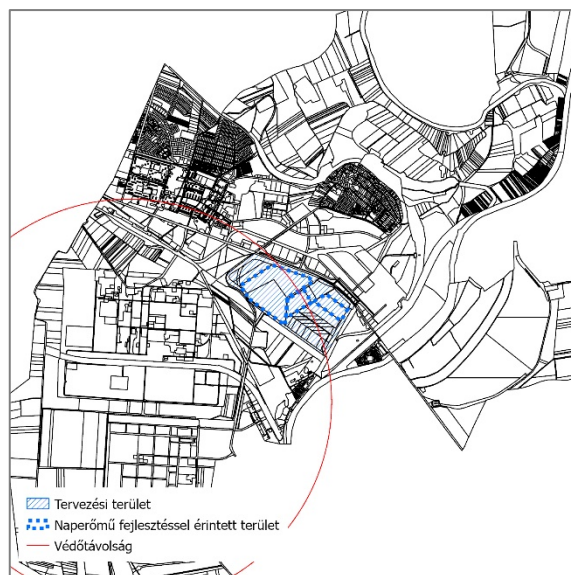 Tervezési terület
Naperőmű fejlesztéssel érintett terület
Védőtávolság